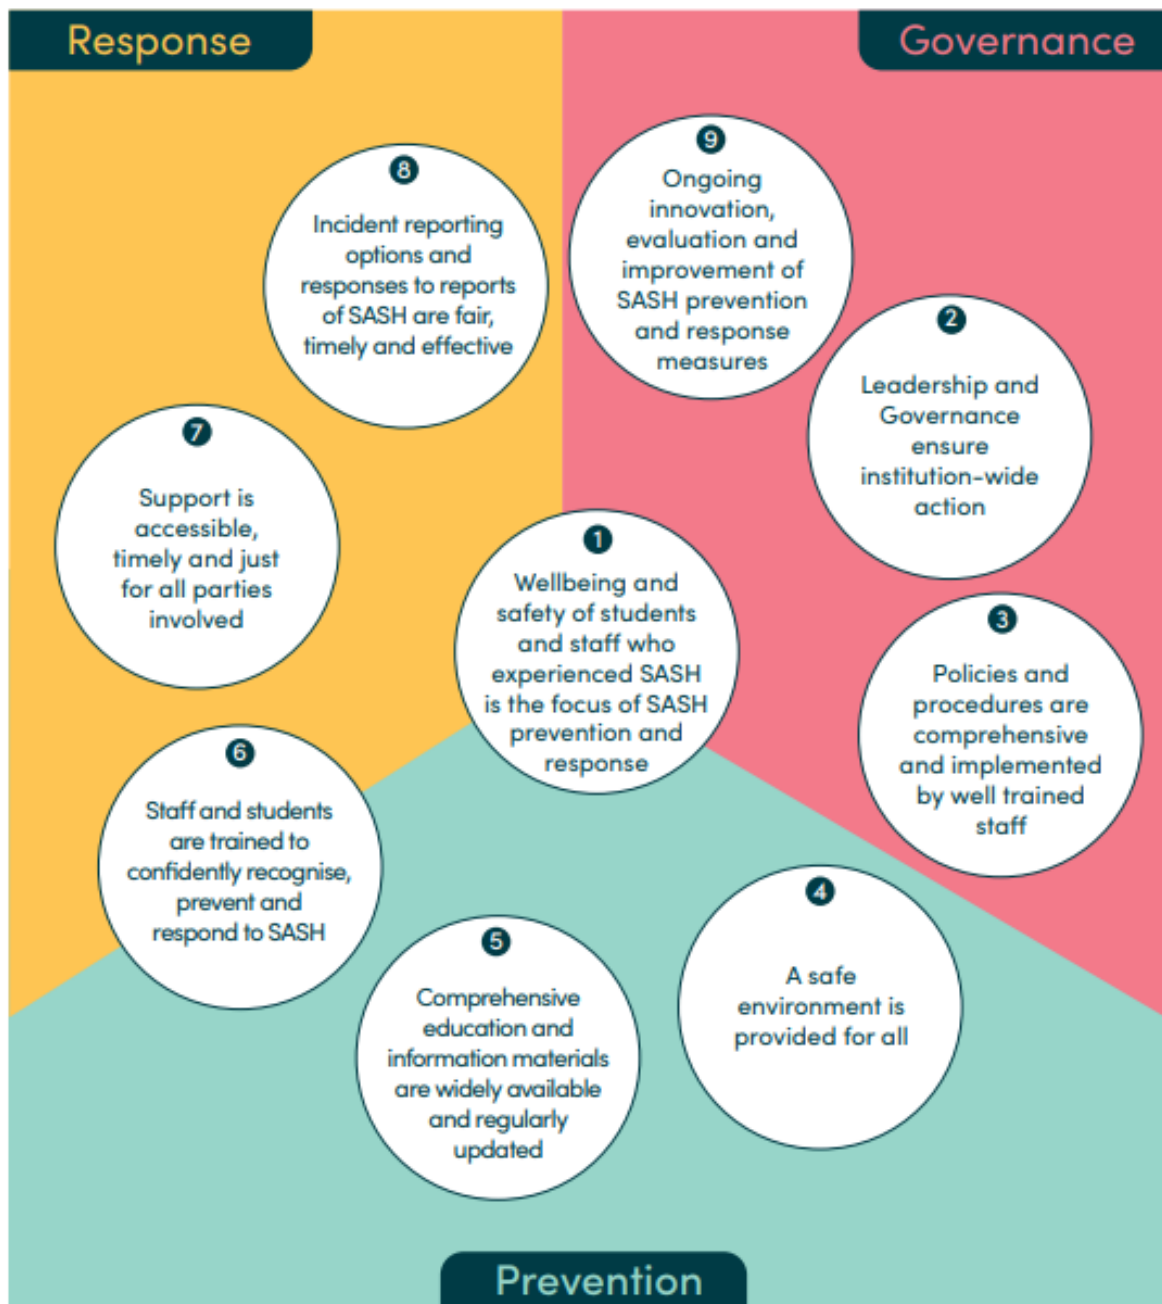 Response
Governance
8
Incident reporting
options and
responses to reports
of SASH are fair,
timely and effective
9
Ongoing
innovation,
evaluation and
improvement of
SASH prevention
and response
measures
2
Leadership and
Governance
ensure
institution-wide
action
7
Support is
accessible,
timely and just
for all parties
involved
1
Wellbeing and
safety of students
and staff who
experienced SASH
is the focus of SASH
prevention and
response
3
Policies and
procedures are
comprehensive
and implemented
by well trained
staff
6
Staff and students
are trained to
confidently recognise,
prevent and
respond to SASH
5
Comprehensive
education and
information materials
are widely available
and regularly
updated
4
A safe
environment is
provided for all
Prevention